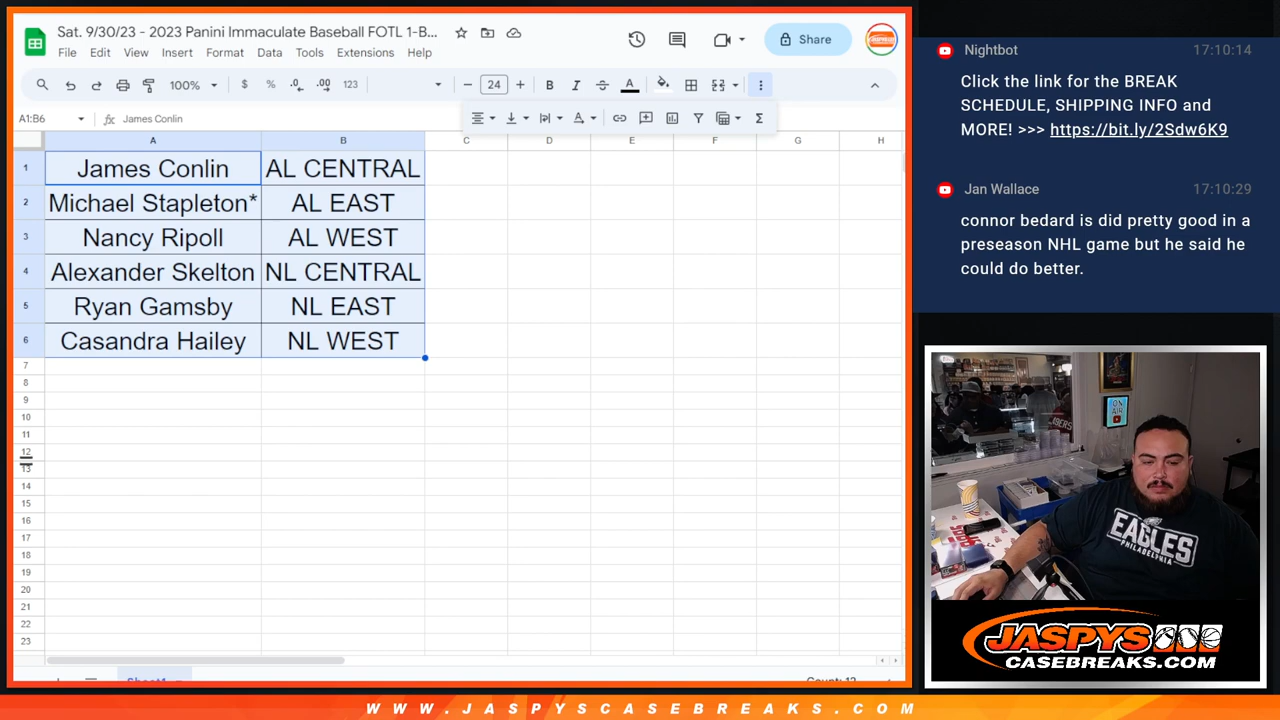 Sat. 9/30/23 - 2023 Panini Immaculate Baseball FOTL 1-B...
File Edit View Insert Format Data Tools Extensions Help
Share
100% $ % .0 .00 123 24 B I S A
A1:B6 fx James Conlin
A B C D E F G H
1 James Conlin AL CENTRAL
2 Michael Stapleton* AL EAST
3 Nancy Ripoll AL WEST
4 Alexander Skelton NL CENTRAL
5 Ryan Gamsby NL EAST
6 Casandra Hailey NL WEST
7
8
9
10
11
12
13
14
15
16
17
18
19
20
21
22
23
Sheet1 Count: 12
Nightbot 17:10:14
Click the link for the BREAK
SCHEDULE, SHIPPING INFO and
MORE! >>> https://bit.ly/2Sdw6K9
Jan Wallace 17:10:29
connor bedard is did pretty good in a
preseason NHL game but he said he
could do better.
ON
AIR
EAGLES
PHILADELPHIA
JASPYS
CASEBREAKS.COM
WWW.JASPYSCASEBREAKS.COM